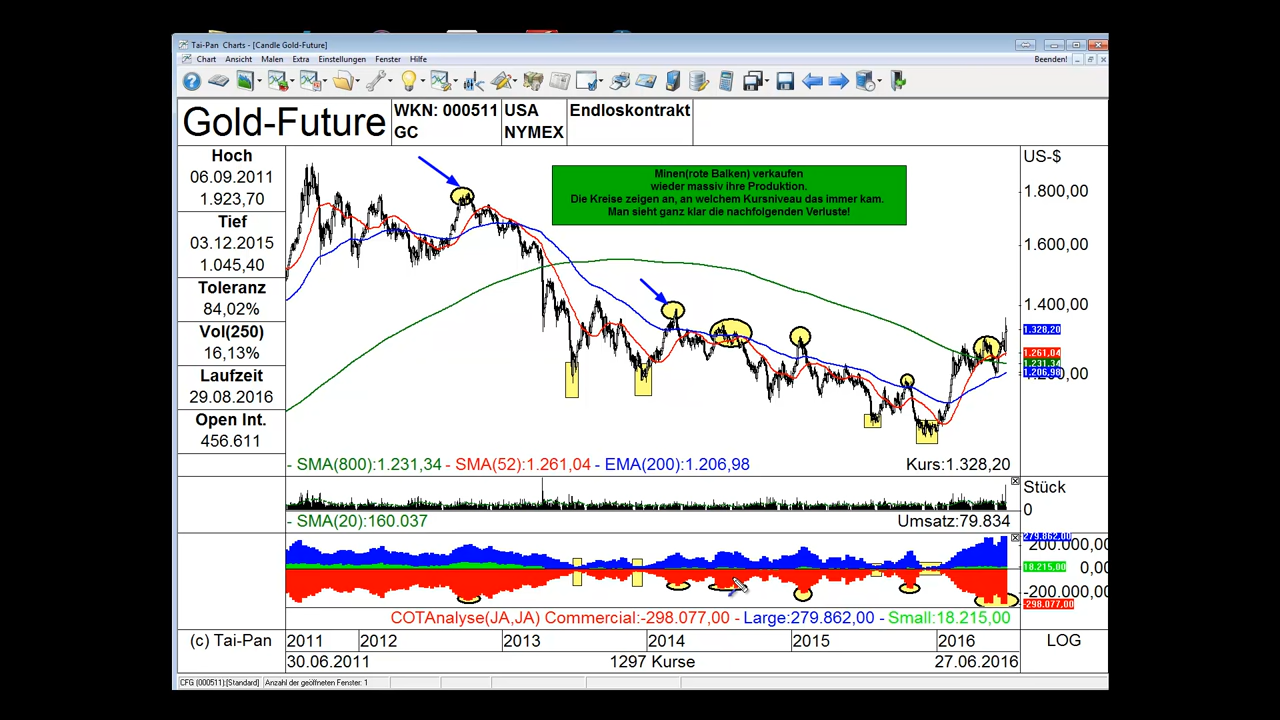 Tai-Pan Charts - [Candle Gold-Future]
Chart Ansicht Malen Extra Einstellungen Fenster Hilfe Beenden!
Gold-Future
WKN: 000511 USA Endloskontrakt
GC NYMEX
Hoch
06.09.2011
1.923,70
Tief
03.12.2015
1.045,40
Toleranz
84,02%
Vol(250)
16,13%
Laufzeit
29.08.2016
Open Int.
456.611
Minen(rote Balken) verkaufen
wieder massiv ihre Produktion.
Die Kreise zeigen an, an welchem Kursniveau das immer kam.
Man sieht ganz klar die nachfolgenden Verluste!
US-$
1.800,00
1.600,00
1.400,00
1.328,20
1.261,04
1.231,34
1.206,98
- SMA(800):1.231,34 - SMA(52):1.261,04 - EMA(200):1.206,98 Kurs:1.328,20
Stück
0
- SMA(20):160.037 Umsatz:79.834
279.862,00
200.000,00
18.215,00 0,00
-200.000,00
-298.077,00
COTAnalyse(JA,JA) Commercial:-298.077,00 - Large:279.862,00 - Small:18.215,00
(c) Tai-Pan 2011 2012 2013 2014 2015 2016 LOG
30.06.2011 1297 Kurse 27.06.2016
CFG (000511):[Standard] Anzahl der geöffneten Fenster: 1